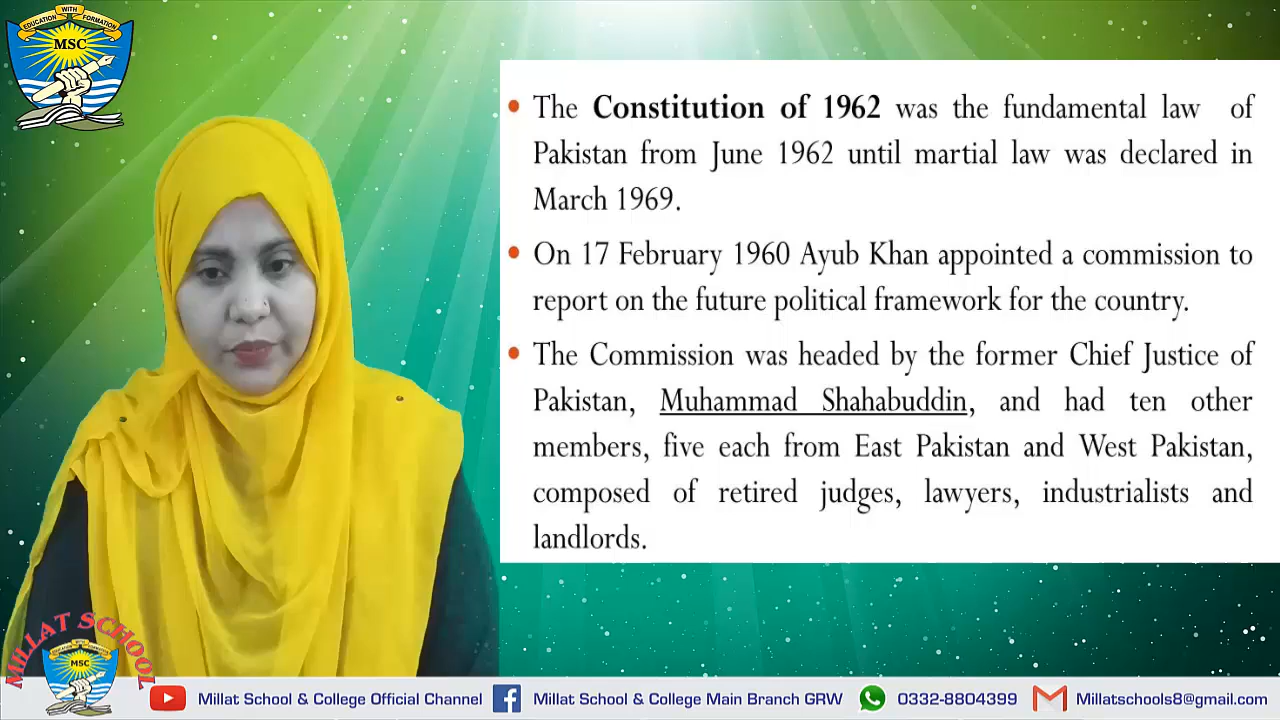 EDUCATION WITH FORMATION
MSC
• The Constitution of 1962 was the fundamental law of
Pakistan from June 1962 until martial law was declared in
March 1969.
• On 17 February 1960 Ayub Khan appointed a commission to
report on the future political framework for the country.
• The Commission was headed by the former Chief Justice of
Pakistan, Muhammad Shahabuddin, and had ten other
members, five each from East Pakistan and West Pakistan,
composed of retired judges, lawyers, industrialists and
landlords.
MILLAT SCHOOL
MSC
Millat School & College Official Channel
Millat School & College Main Branch GRW
0332-8804399
Millatschools8@gmail.com